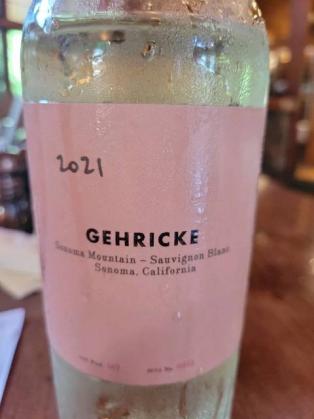 2021
GEHRICKE
Sonoma Mountain – Sauvignon Blanc
Sonoma, California